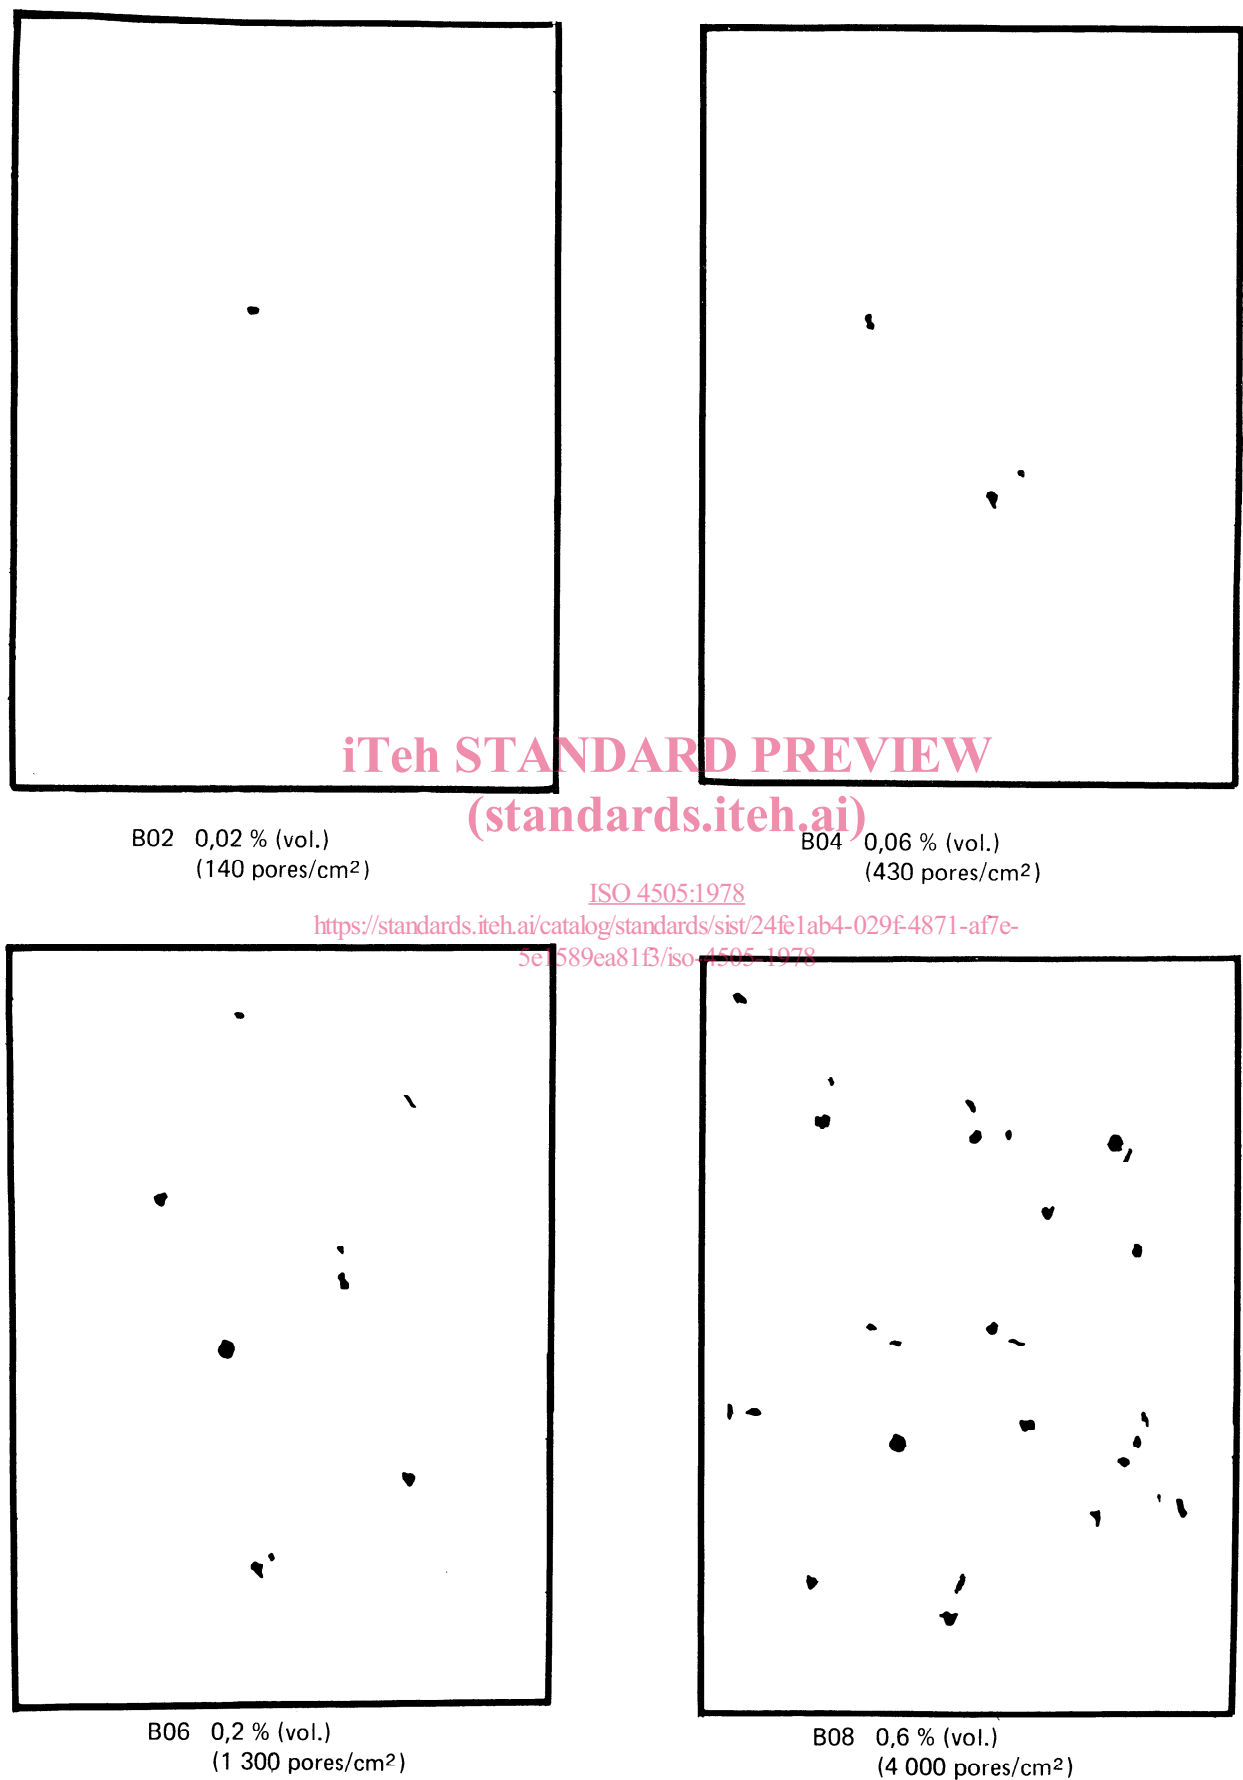 iTeh STANDARD PREVIEW
(standards.iteh.ai)
B02 0,02 % (vol.)
(140 pores/cm²)
B04 0,06 % (vol.)
(430 pores/cm²)
ISO 4505:1978
https://standards.iteh.ai/catalog/standards/sist/24fe1ab4-029f-4871-af7e-
5e1589ea81f3/iso-4505-1978
B06 0,2 % (vol.)
(1 300 pores/cm²)
B08 0,6 % (vol.)
(4 000 pores/cm²)